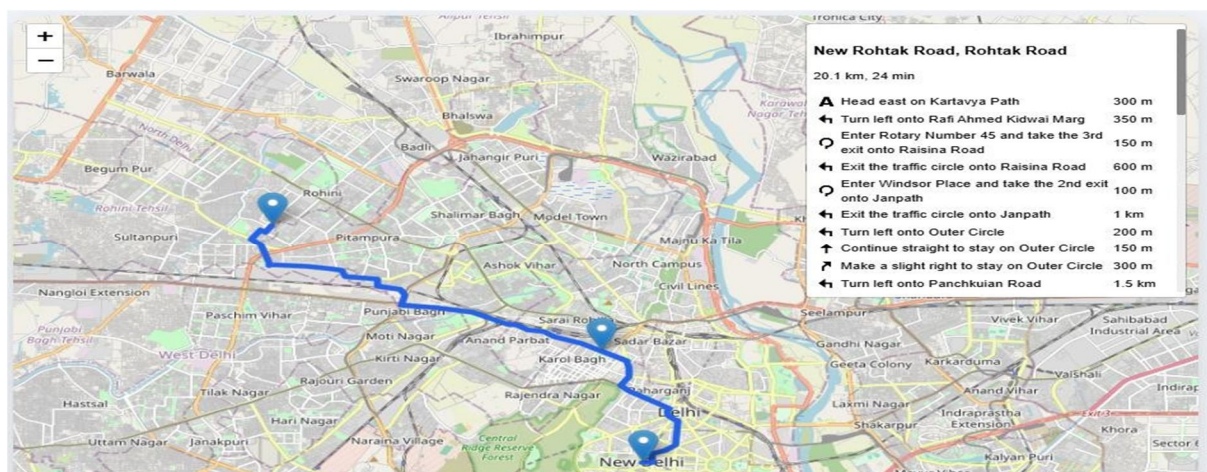 Tronica City
Alipur Tehsil
Ibrahimpur
+
−
Barwala
Swaroop Nagar
Bhalswa
North Delhi
Badli
Jahangir Puri
Wazirabad
Begum Pur
Rohini
Rohini Tehsil
Shalimar Bagh
Model Town
Sultanpuri
Pitampura
Majnu Ka Tila
Ashok Vihar
North Campus
Nangloi Extension
Civil Lines
Paschim Vihar
Punjabi Bagh
Punjabi
Bagh Tehsil
Moti Nagar
Anand Parbat
Sadar Bazar
West Delhi
Kirti Nagar
Karol Bagh
Rajouri Garden
Tilak Nagar
Rajendra Nagar
Hastsal
Hari Nagar
Delhi
Uttam Nagar
Janakpuri
Naraina Village
Central
Ridge Reserve
Forest
New Delhi
New Rohtak Road, Rohtak Road
20.1 km, 24 min
A Head east on Kartavya Path 300 m
Turn left onto Rafi Ahmed Kidwai Marg 350 m
Enter Rotary Number 45 and take the 3rd
exit onto Raisina Road 150 m
Exit the traffic circle onto Raisina Road 600 m
Enter Windsor Place and take the 2nd exit
onto Janpath 100 m
Exit the traffic circle onto Janpath 1 km
Turn left onto Outer Circle 200 m
Continue straight to stay on Outer Circle 150 m
Make a slight right to stay on Outer Circle 300 m
Turn left onto Panchkuian Road 1.5 km
Seelampur
Vivek Vihar
Sahibabad
Industrial Area
Gandhi Nagar
Geeta Colony
Karkarduma
Vaishali
Anand Vihar
Laxmi Nagar
Indraprastha
Extension
Shakarpur
Khora
Kalyan Puri